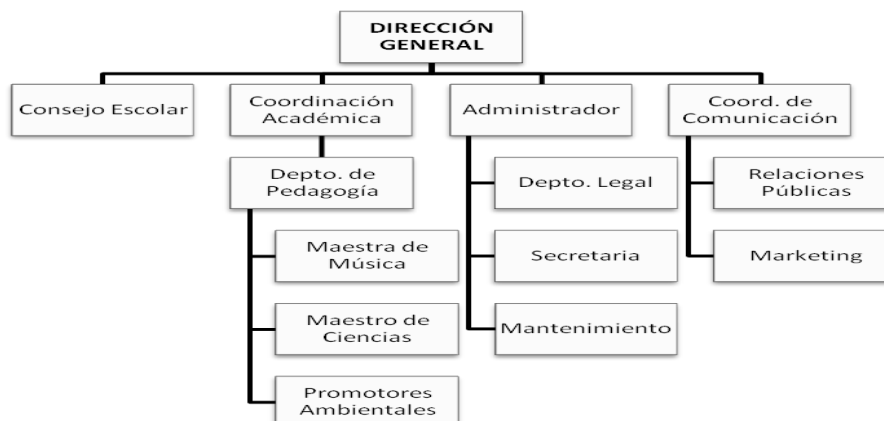 DIRECCIÓN
GENERAL
Consejo Escolar
Coordinación
Académica
Administrador
Coord. de
Comunicación
Depto. de
Pedagogía
Depto. Legal
Relaciones
Públicas
Maestra de
Música
Secretaria
Marketing
Maestro de
Ciencias
Mantenimiento
Promotores
Ambientales